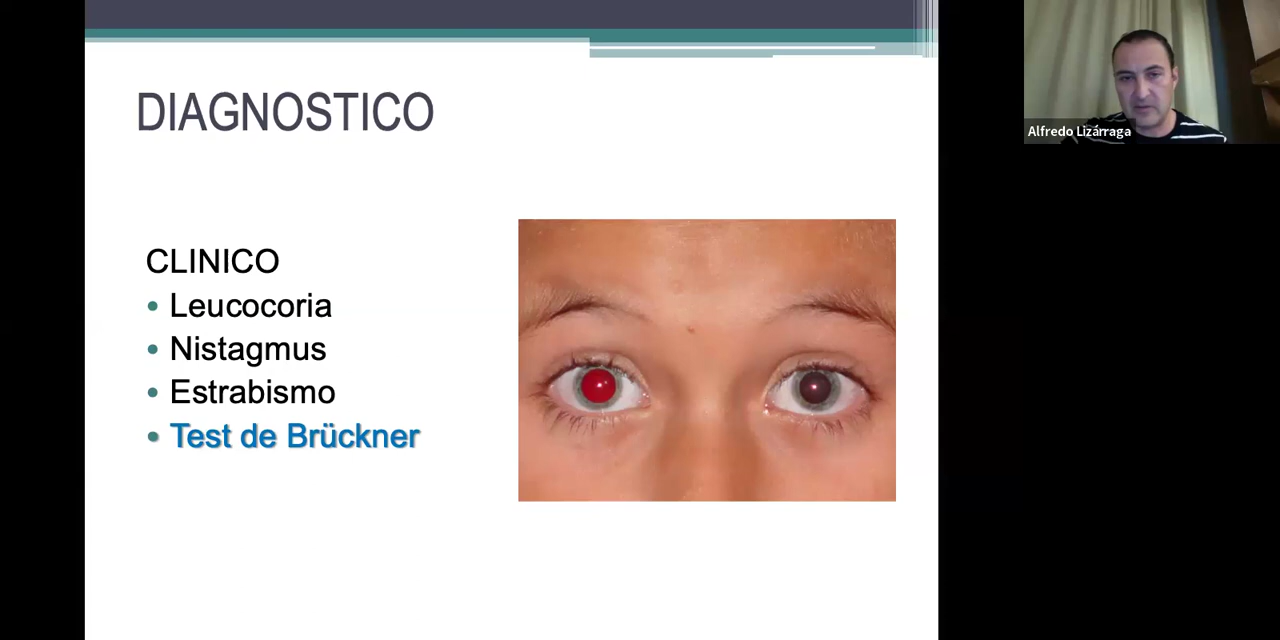 DIAGNOSTICO
CLINICO
• Leucocoria
• Nistagmus
• Estrabismo
• Test de Brückner
Alfredo Lizárraga